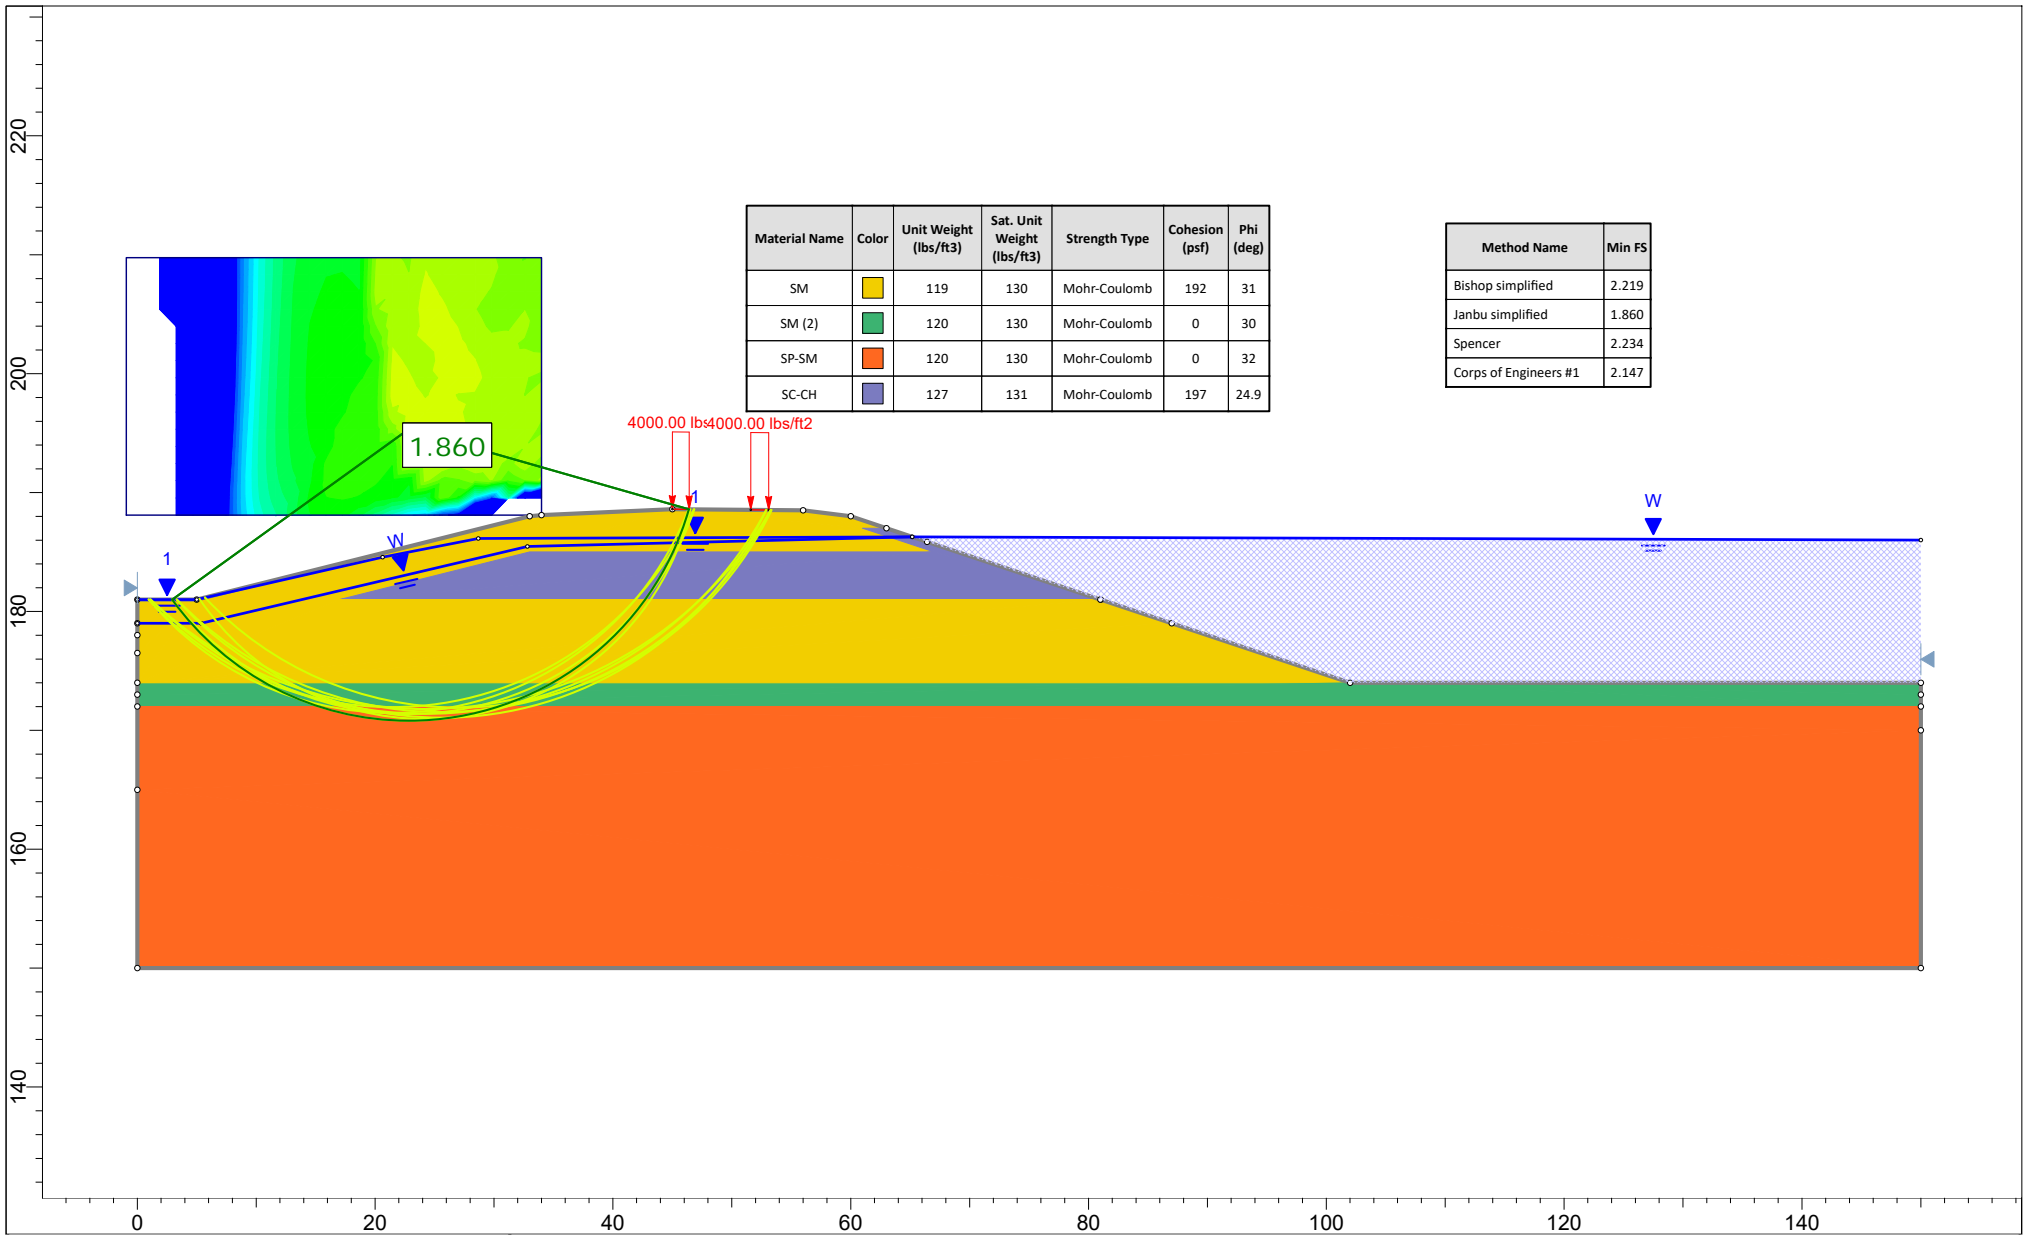 220
200
180
160
140
0 20 40 60 80 100 120 140
Material Name Color Unit Weight (lbs/ft3) Sat. Unit Weight (lbs/ft3) Strength Type Cohesion (psf) Phi (deg)
SM 119 130 Mohr-Coulomb 192 31
SM (2) 120 130 Mohr-Coulomb 0 30
SP-SM 120 130 Mohr-Coulomb 0 32
SC-CH 127 131 Mohr-Coulomb 197 24.9
Method Name Min FS
Bishop simplified 2.219
Janbu simplified 1.860
Spencer 2.234
Corps of Engineers #1 2.147
4000.00 lbs
4000.00 lbs/ft2
1.860
1
W
W
1